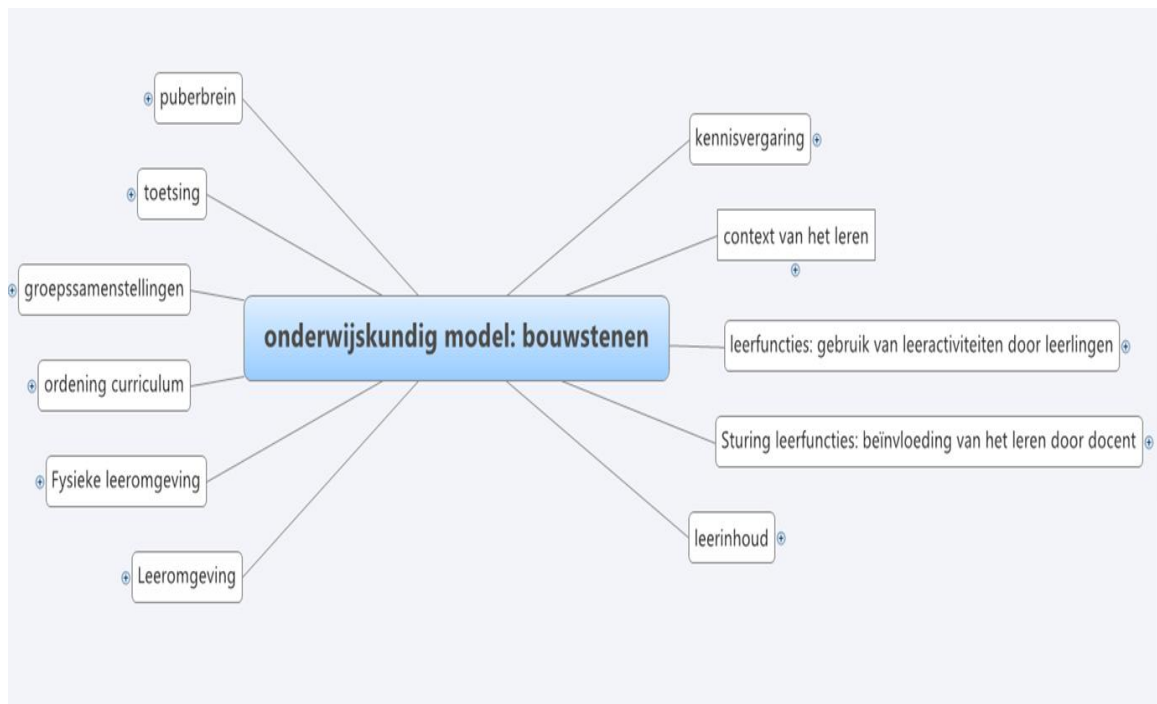 puberbrein
toetsing
groepssamenstellingen
ordening curriculum
Fysieke leeromgeving
Leeromgeving
onderwijskundig model: bouwstenen
kennisvergaring
context van het leren
leerfuncties: gebruik van leeractiviteiten door leerlingen
Sturing leerfuncties: beïnvloeding van het leren door docent
leerinhoud